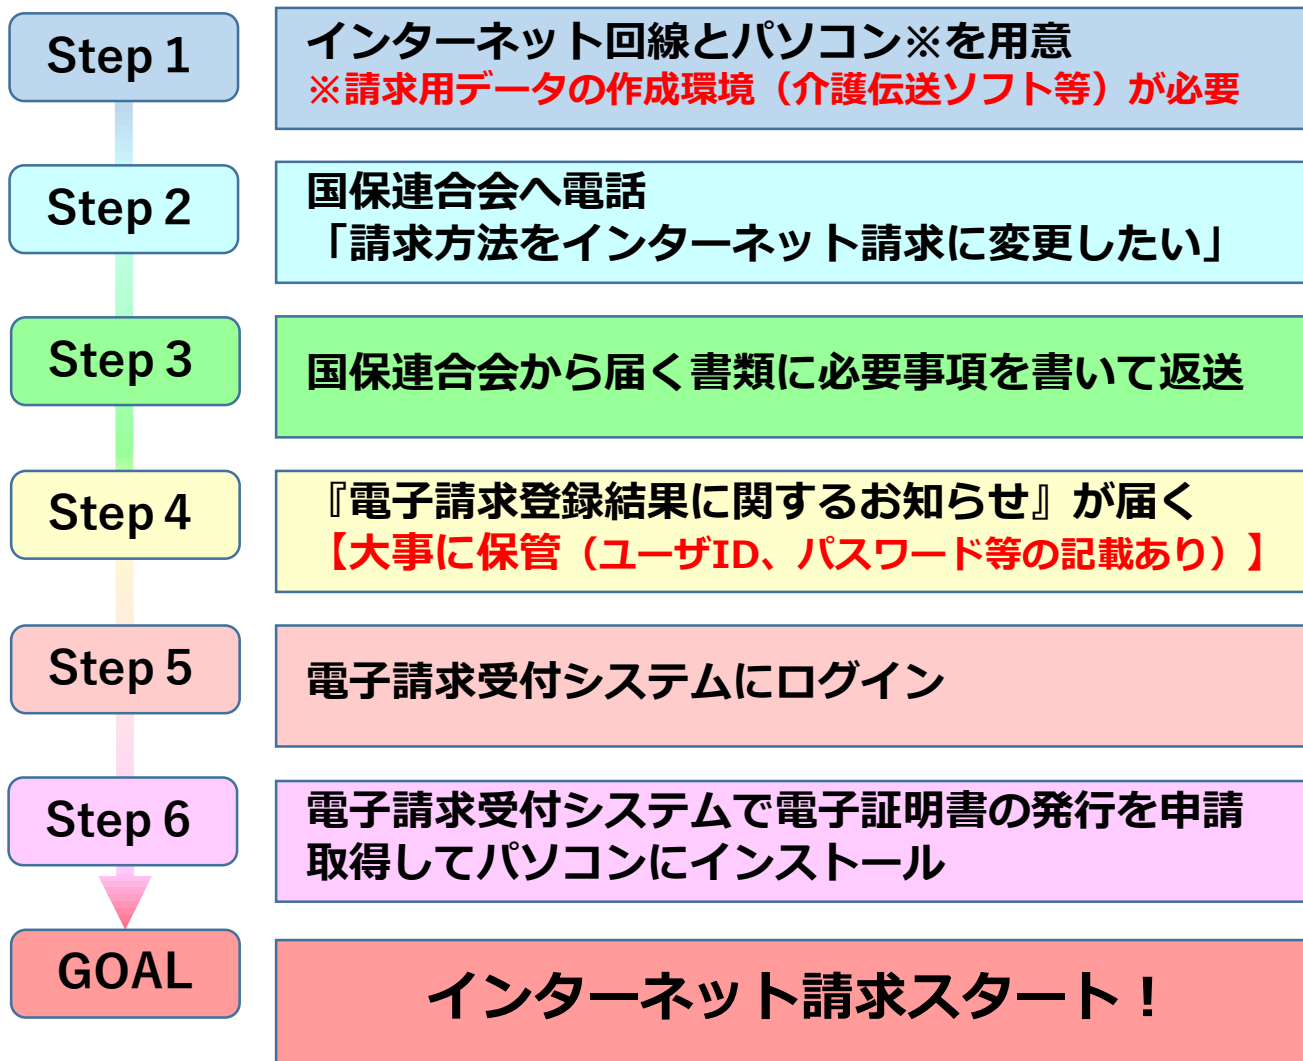 Step 1
インターネット回線とパソコン※を用意
※請求用データの作成環境（介護伝送ソフト等）が必要
Step 2
国保連合会へ電話
「請求方法をインターネット請求に変更したい」
Step 3
国保連合会から届く書類に必要事項を書いて返送
Step 4
『電子請求登録結果に関するお知らせ』が届く
【大事に保管（ユーザID、パスワード等の記載あり）】
Step 5
電子請求受付システムにログイン
Step 6
電子請求受付システムで電子証明書の発行を申請
取得してパソコンにインストール
GOAL
インターネット請求スタート！